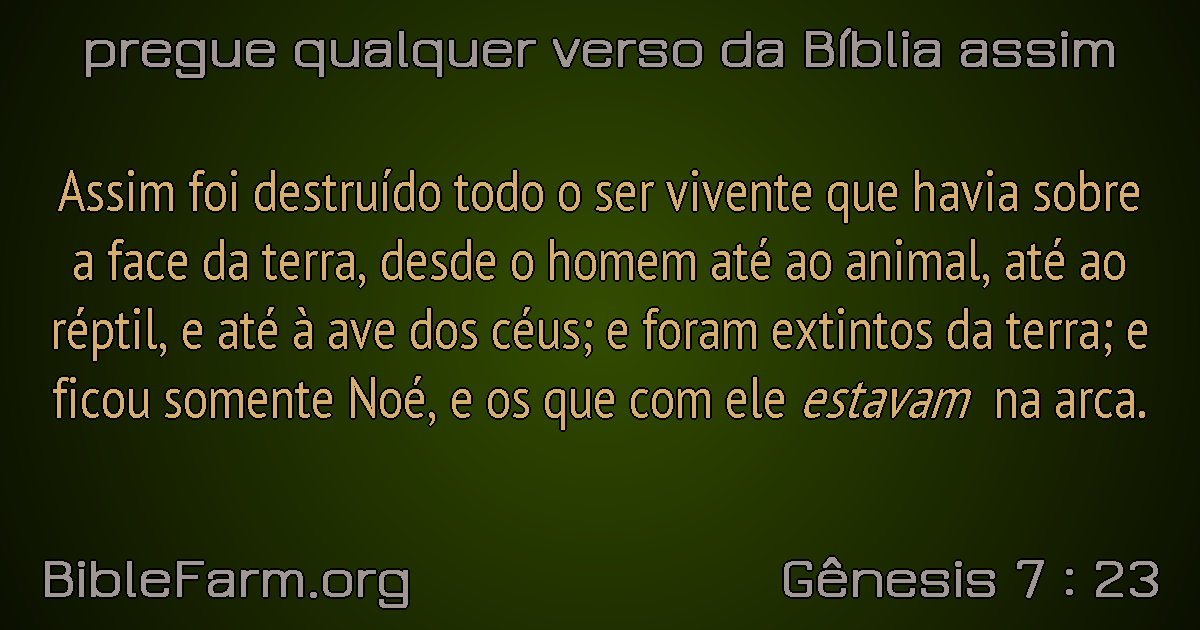 pregue qualquer verso da Bíblia assim
Assim foi destruído todo o ser vivente que havia sobre
a face da terra, desde o homem até ao animal, até ao
réptil, e até à ave dos céus; e foram extintos da terra; e
ficou somente Noé, e os que com ele estavam na arca.
BibleFarm.org
Gênesis 7 : 23